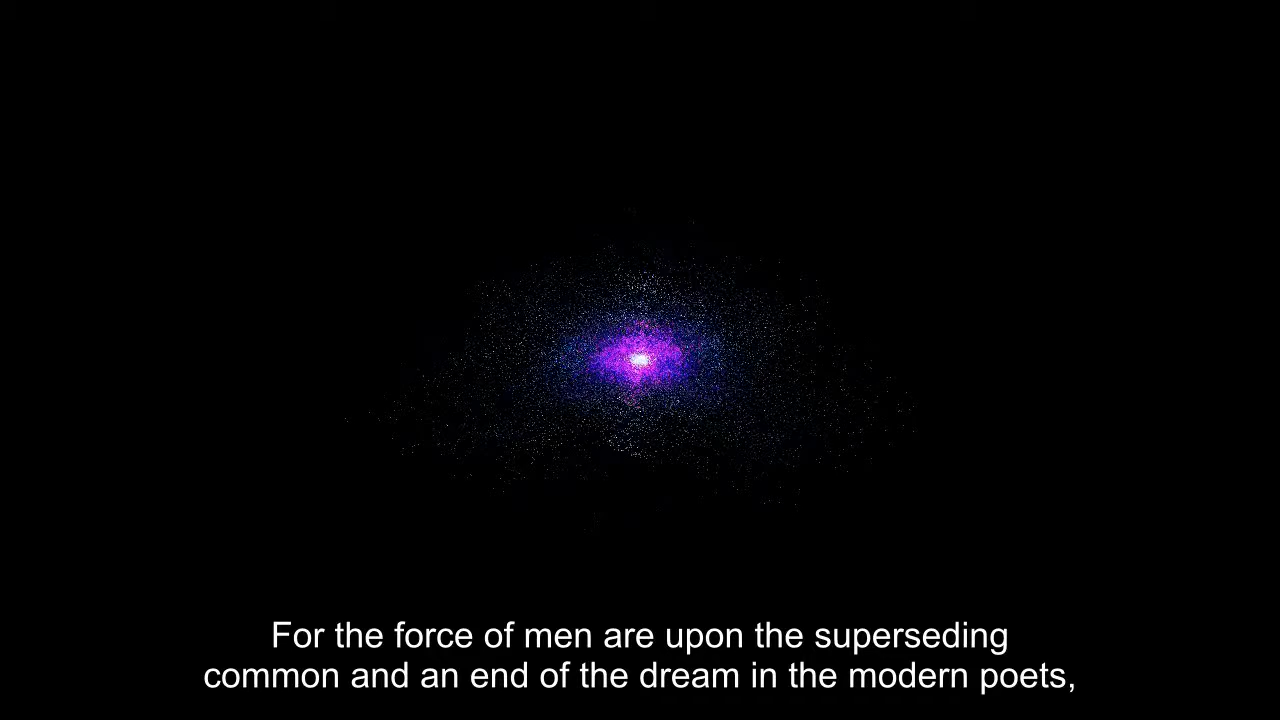 For the force of men are upon the superseding
common and an end of the dream in the modern poets,